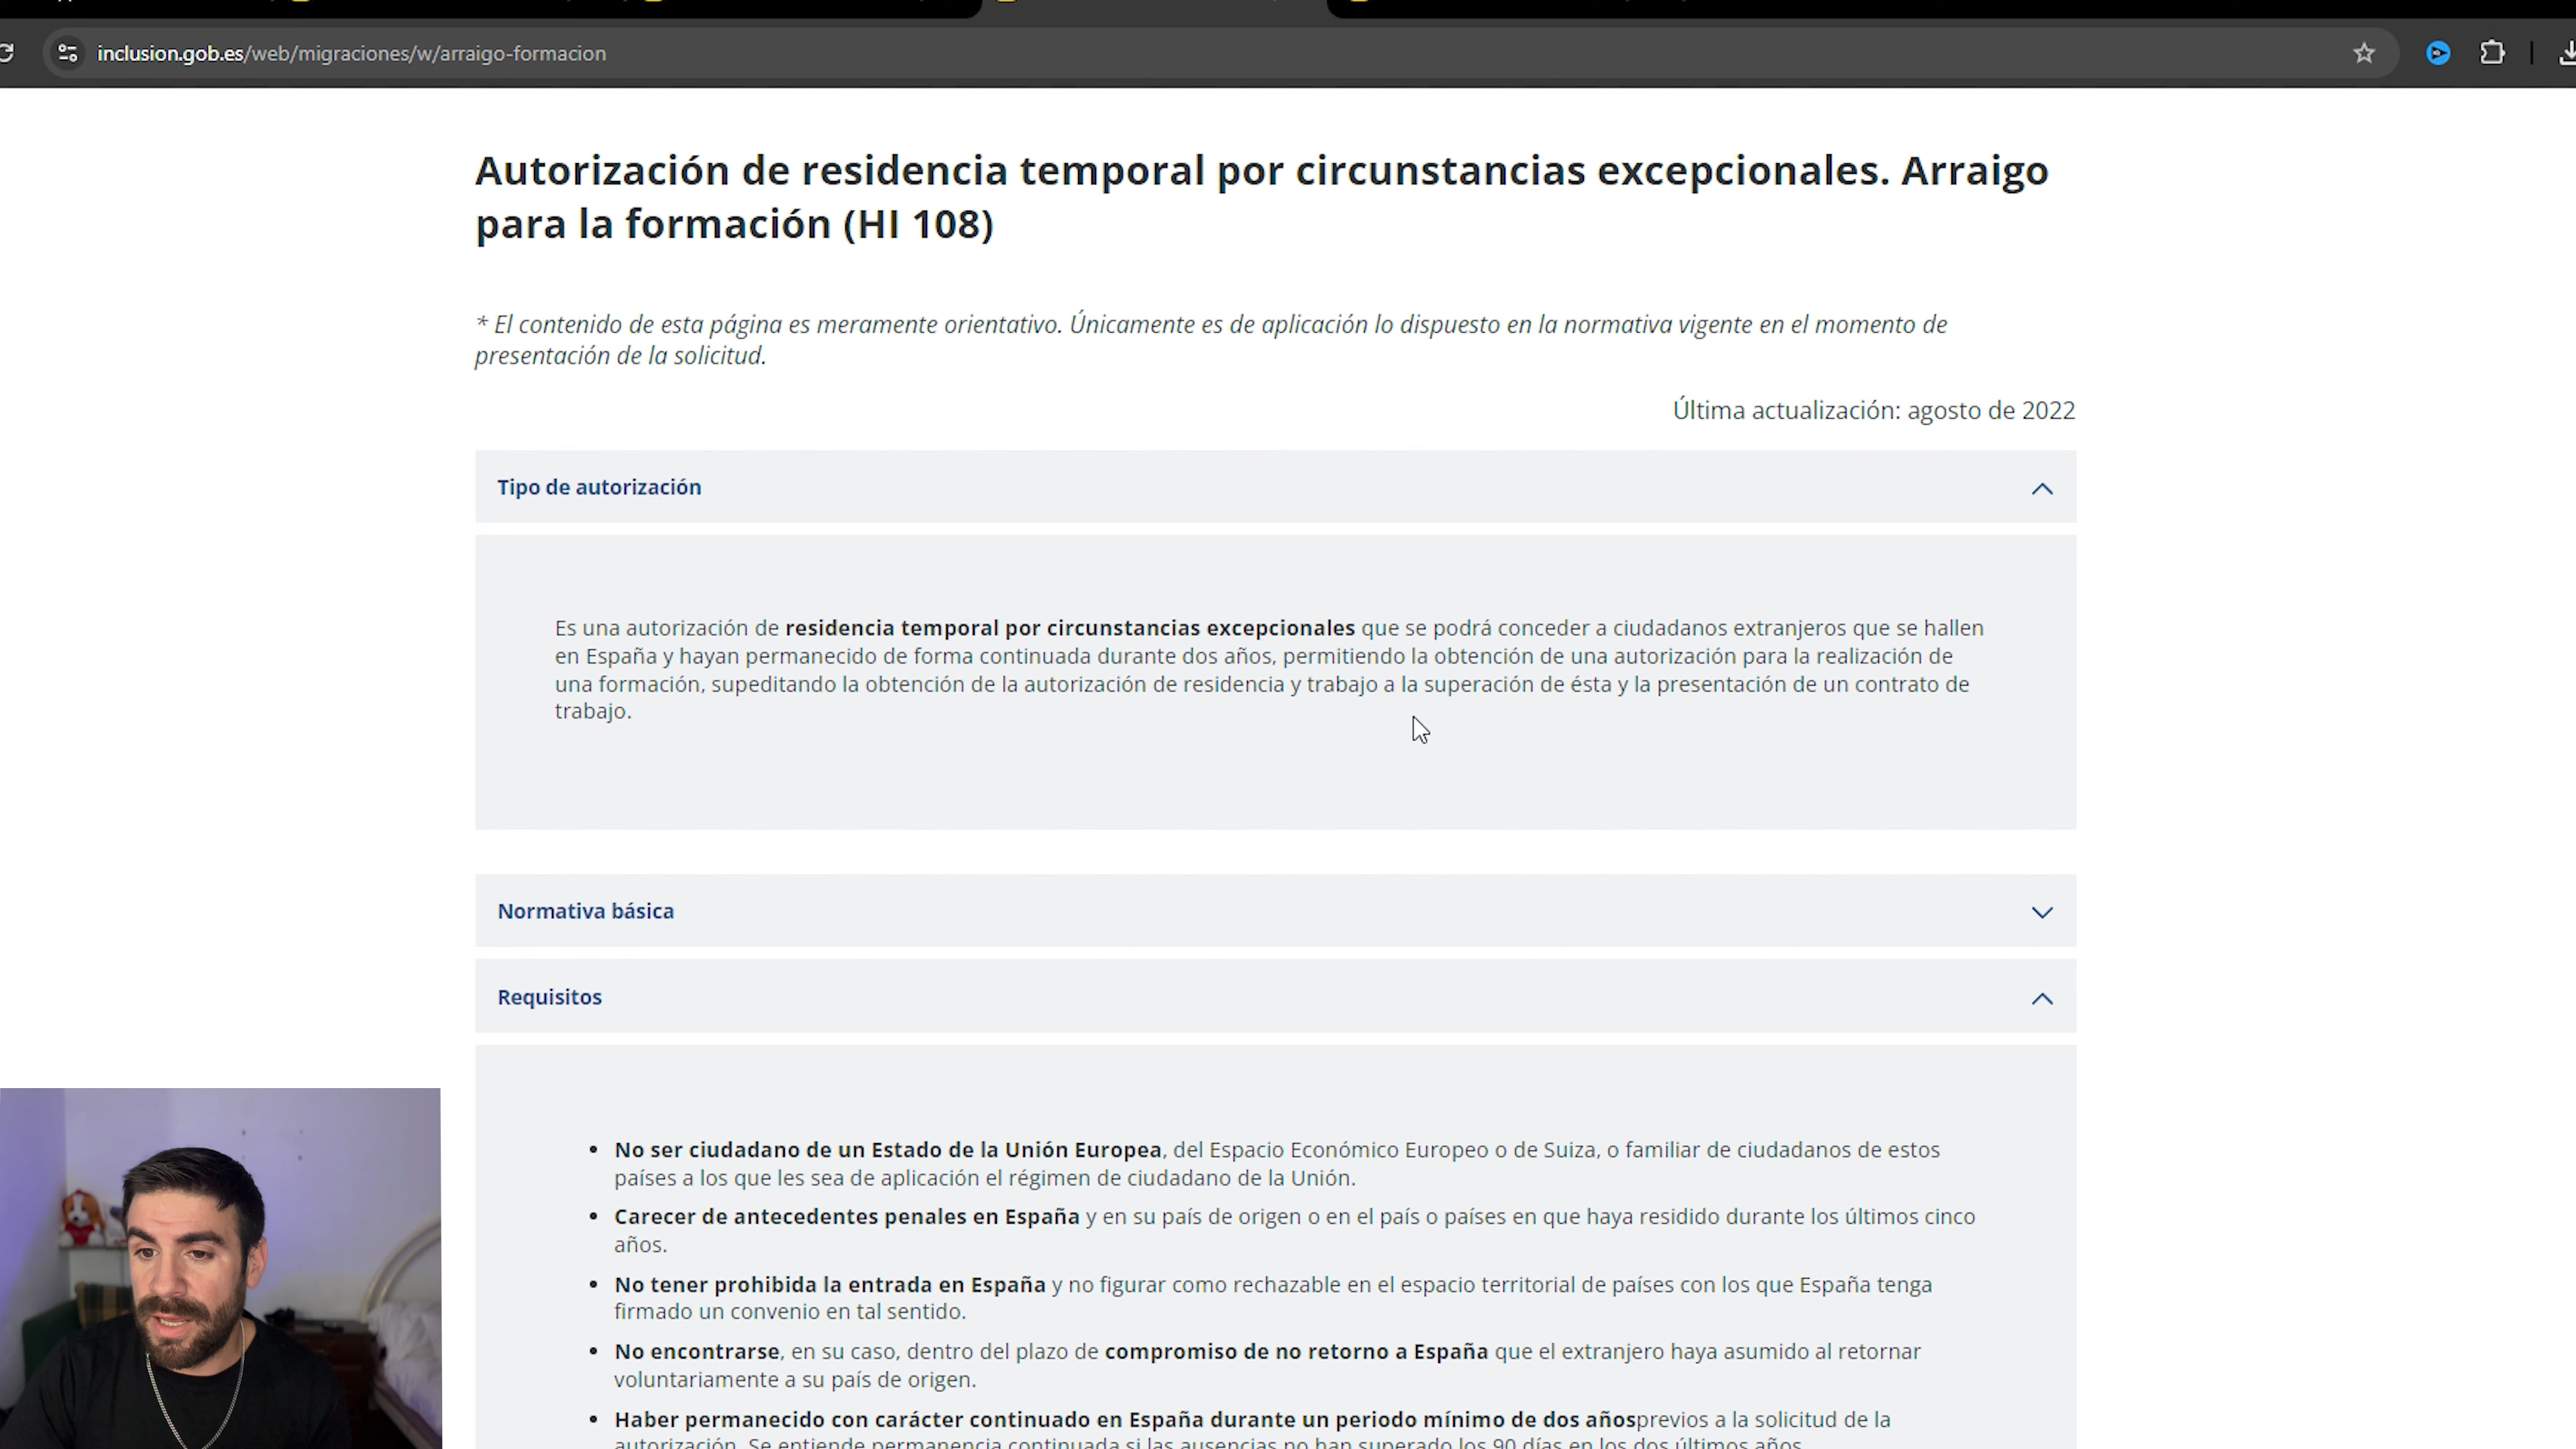 inclusion.gob.es/web/migraciones/w/arraigo-formacion
Autorización de residencia temporal por circunstancias excepcionales. Arraigo
para la formación (HI 108)
* El contenido de esta página es meramente orientativo. Únicamente es de aplicación lo dispuesto en la normativa vigente en el momento de
presentación de la solicitud.
Última actualización: agosto de 2022
Tipo de autorización
Es una autorización de residencia temporal por circunstancias excepcionales que se podrá conceder a ciudadanos extranjeros que se hallen
en España y hayan permanecido de forma continuada durante dos años, permitiendo la obtención de una autorización para la realización de
una formación, supeditando la obtención de la autorización de residencia y trabajo a la superación de ésta y la presentación de un contrato de
trabajo.
Normativa básica
Requisitos
• No ser ciudadano de un Estado de la Unión Europea, del Espacio Económico Europeo o de Suiza, o familiar de ciudadanos de estos
países a los que les sea de aplicación el régimen de ciudadano de la Unión.
• Carecer de antecedentes penales en España y en su país de origen o en el país o países en que haya residido durante los últimos cinco
años.
• No tener prohibida la entrada en España y no figurar como rechazable en el espacio territorial de países con los que España tenga
firmado un convenio en tal sentido.
• No encontrarse, en su caso, dentro del plazo de compromiso de no retorno a España que el extranjero haya asumido al retornar
voluntariamente a su país de origen.
• Haber permanecido con carácter continuado en España durante un periodo mínimo de dos añosprevios a la solicitud de la
autorización. Se entiende permanencia continuada si las ausencias no han superado los 90 días en los dos últimos años.